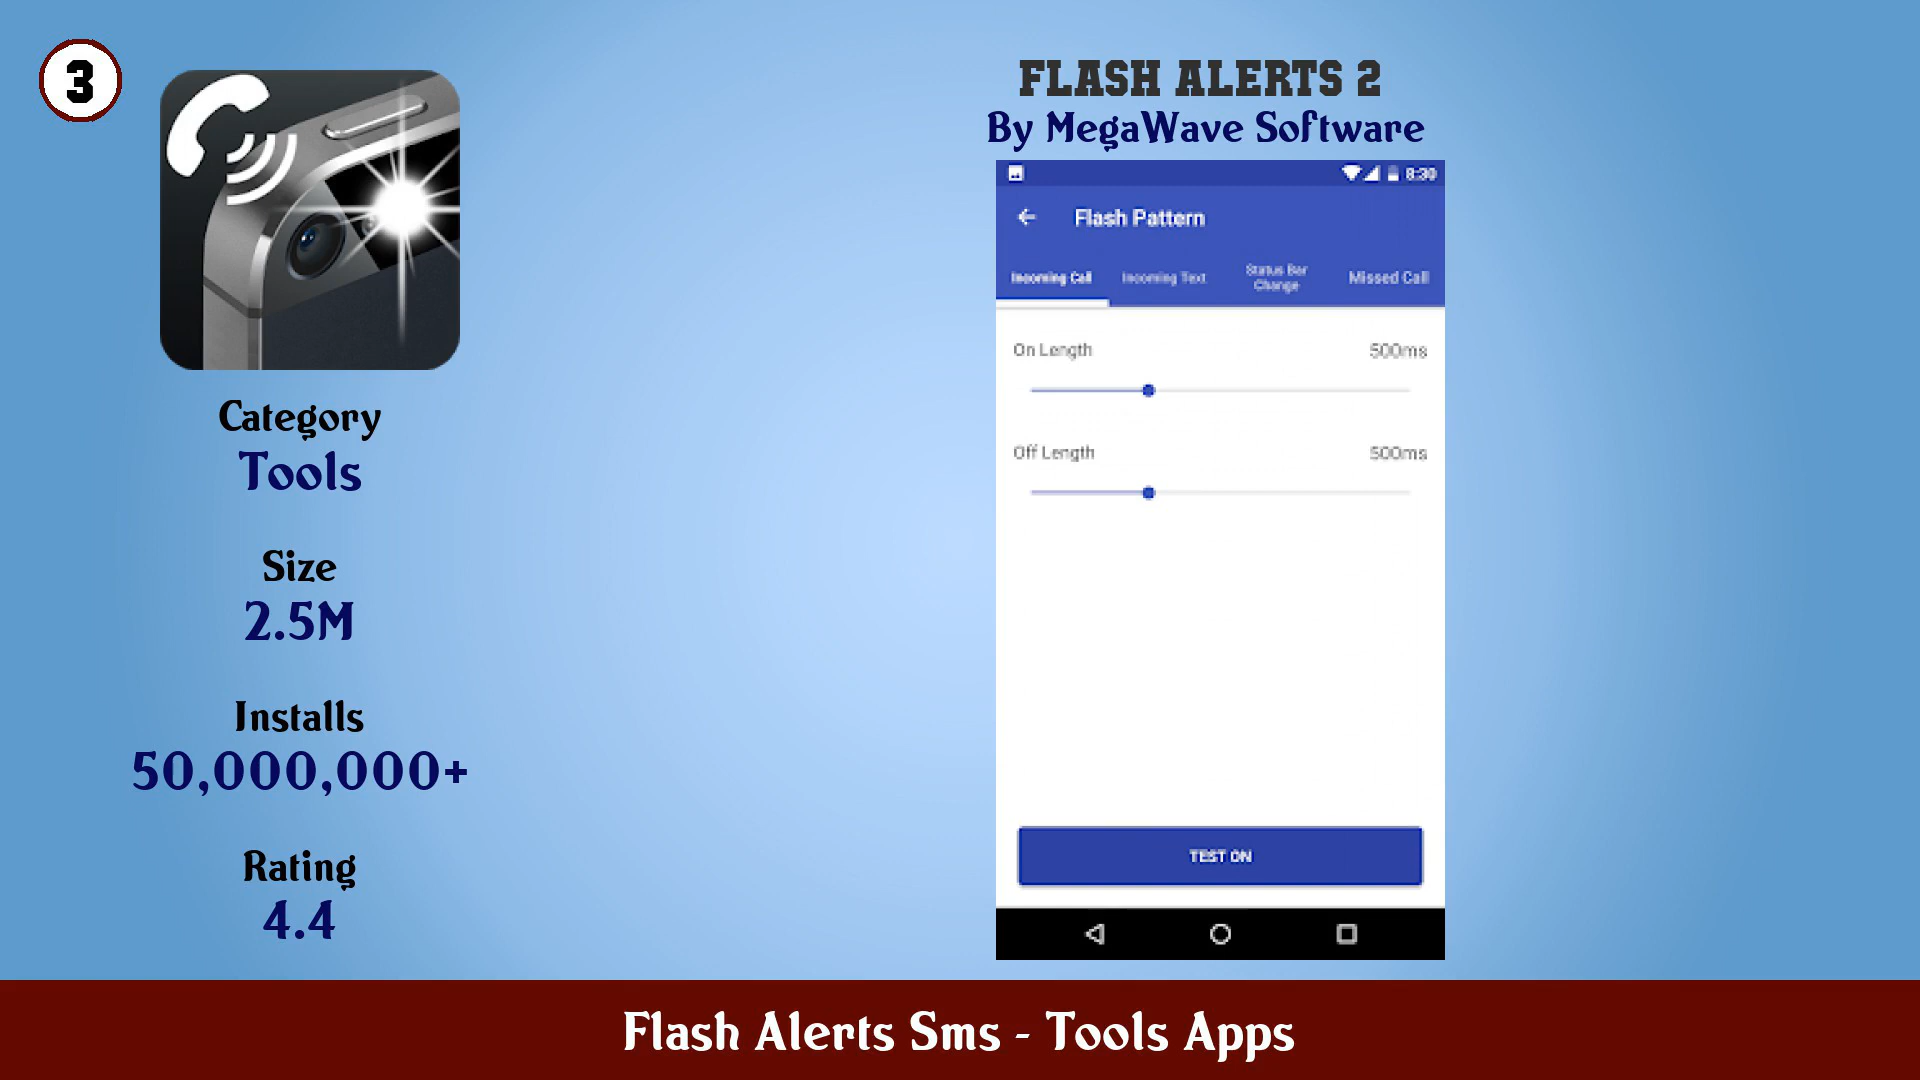 3
FLASH ALERTS 2
By MegaWave Software
8:30
Flash Pattern
Incoming Call
Incoming Text
Status Bar
Change
Missed Call
On Length
500ms
Off Length
500ms
TEST ON
Category
Tools
Size
2.5M
Installs
50,000,000+
Rating
4.4
Flash Alerts Sms - Tools Apps